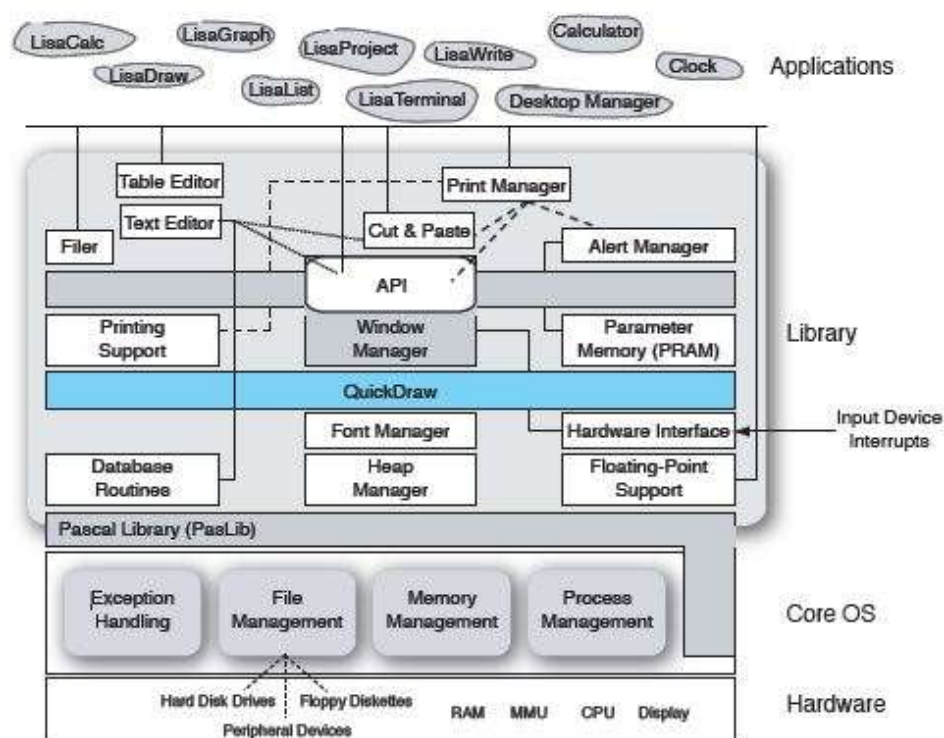 LisaCalc
LisaGraph
LisaProject
LisaWrite
Calculator
Clock
LisaDraw
LisaList
LisaTerminal
Desktop Manager
Applications
Table Editor
Print Manager
Text Editor
Cut & Paste
Filer
Alert Manager
API
Printing
Support
Window
Manager
Parameter
Memory (PRAM)
Library
QuickDraw
Font Manager
Hardware Interface
Input Device
Interrupts
Database
Routines
Heap
Manager
Floating-Point
Support
Pascal Library (PasLib)
Exception
Handling
File
Management
Memory
Management
Process
Management
Core OS
Hard Disk Drives
Floppy Diskettes
Peripheral Devices
RAM
MMU
CPU
Display
Hardware